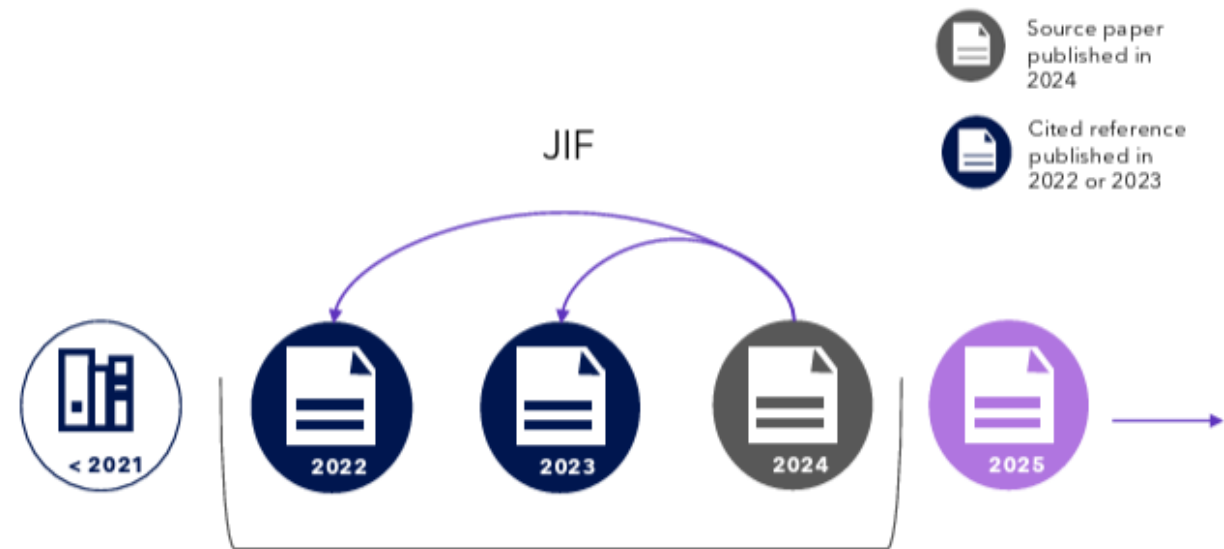 Source paper
published in
2024
JIF
Cited reference
published in
2022 or 2023
< 2021
2022
2023
2024
2025